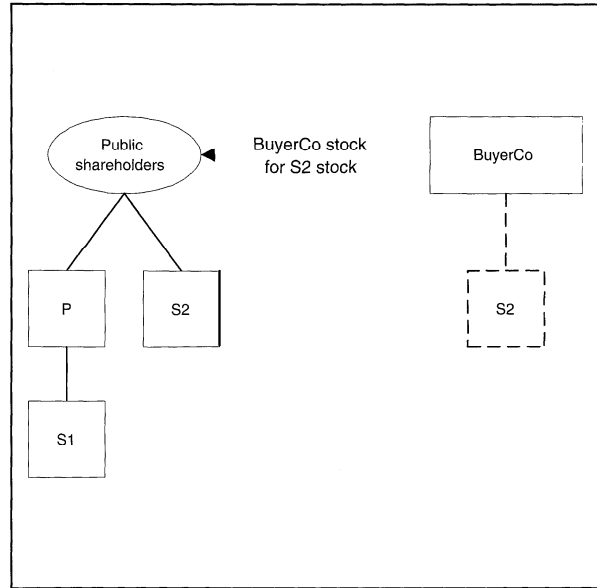 Public
shareholders
BuyerCo stock
for S2 stock
BuyerCo
P
S2
S2
S1